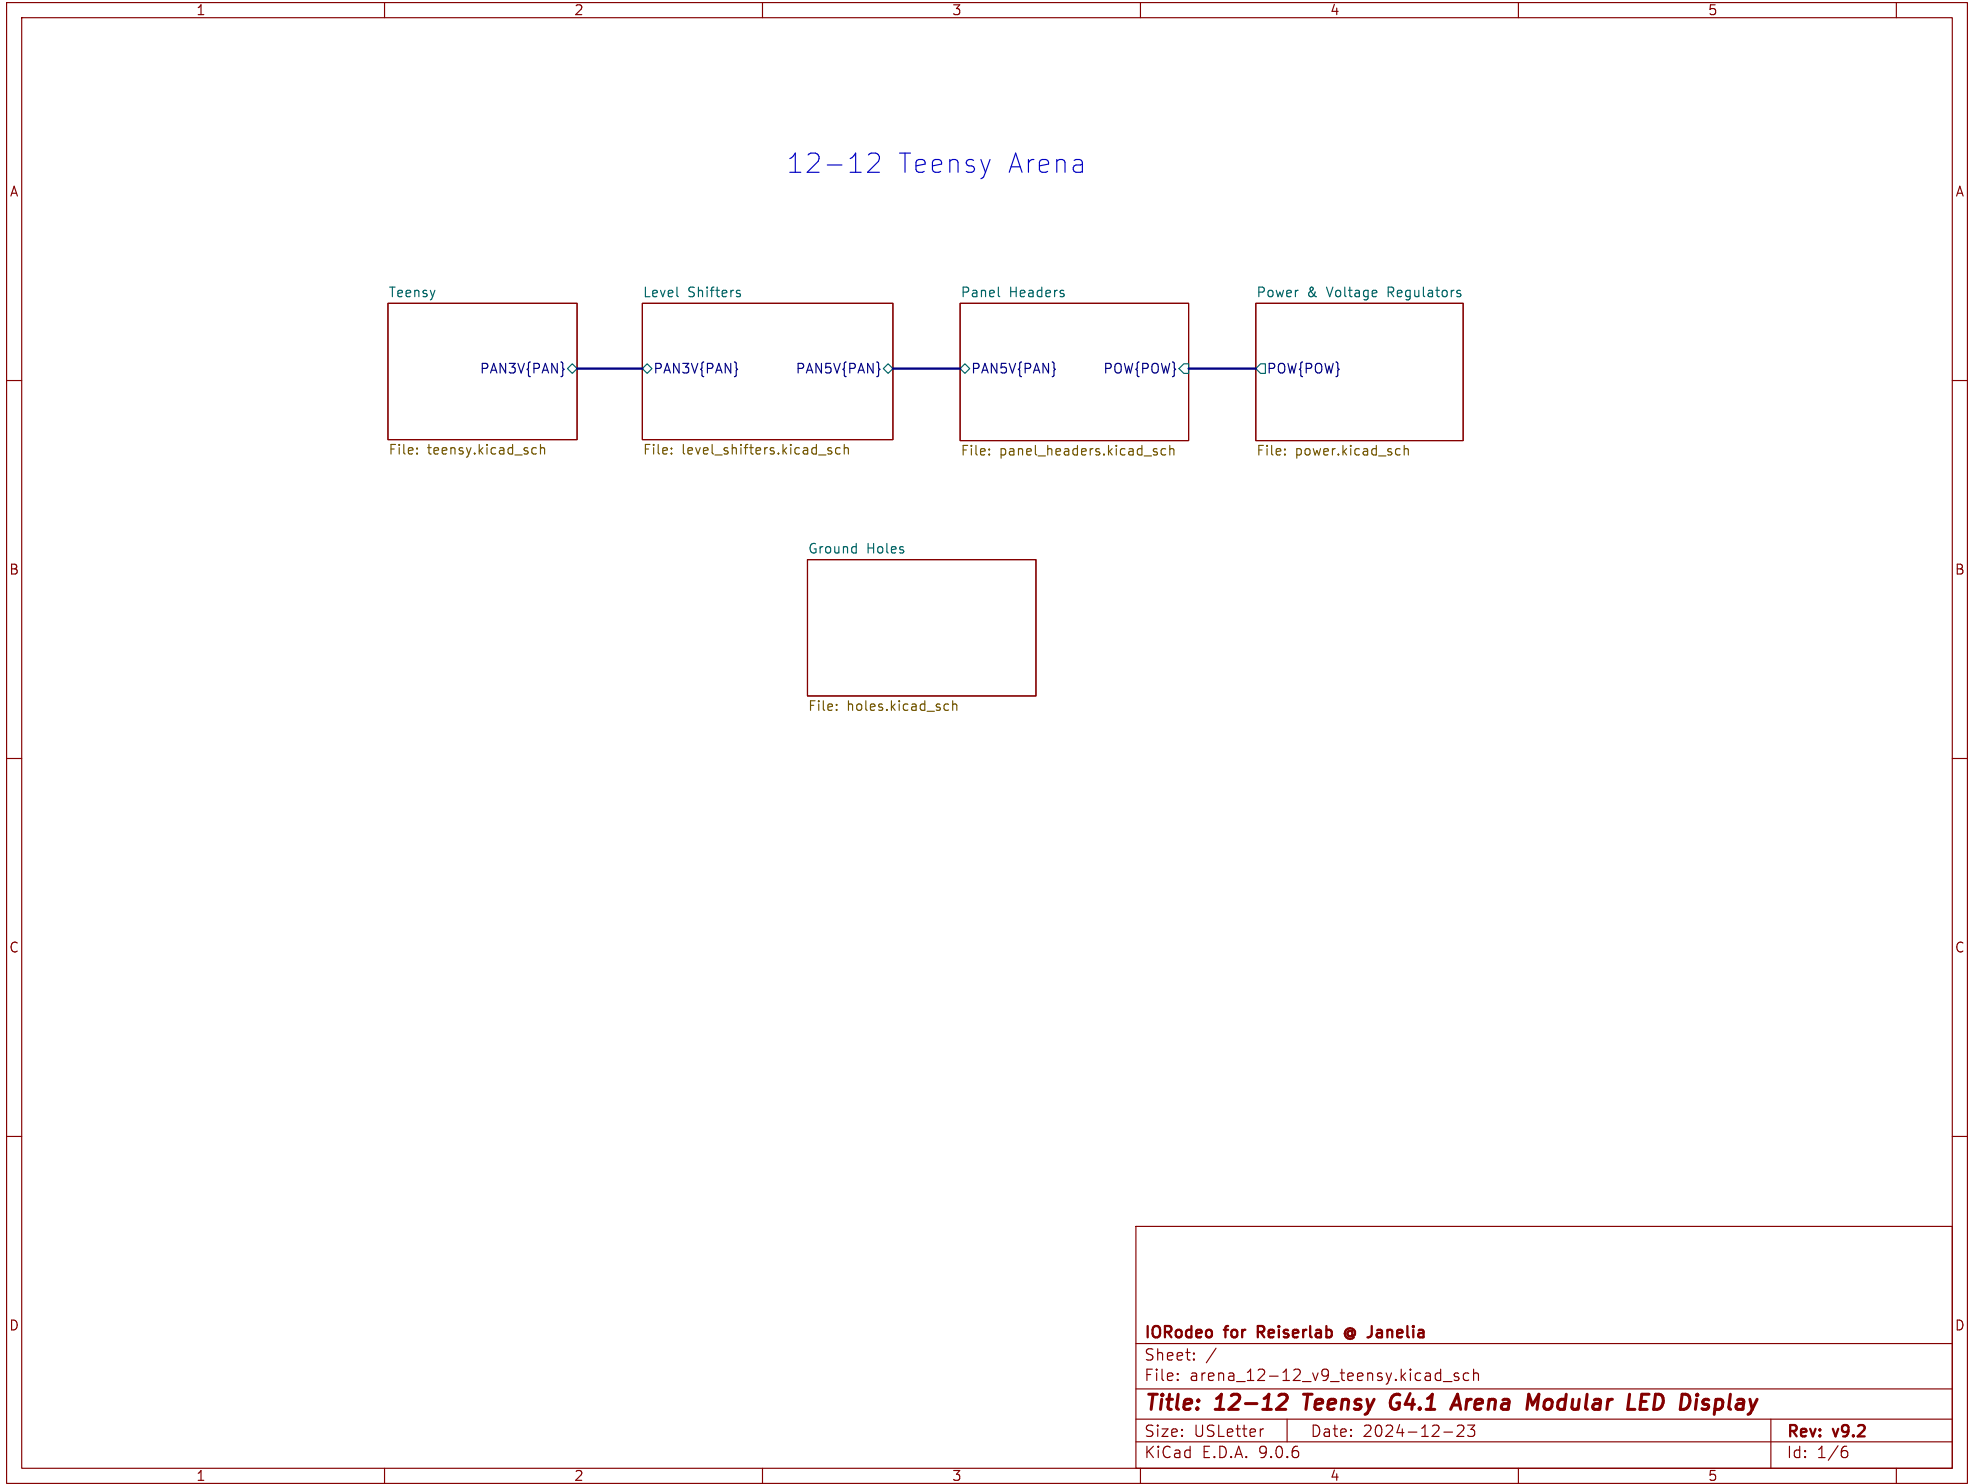 1 2 3 4 5
12-12 Teensy Arena
A A
Teensy Level Shifters Panel Headers Power & Voltage Regulators
PAN3V{PAN} PAN3V{PAN} PAN5V{PAN} PAN5V{PAN} POW{POW} POW{POW}
File: teensy.kicad_sch File: level_shifters.kicad_sch File: panel_headers.kicad_sch File: power.kicad_sch
Ground Holes
B B
File: holes.kicad_sch
C C
D D
IORodeo for Reiserlab @ Janelia
Sheet: /
File: arena_12-12_v9_teensy.kicad_sch
Title: 12-12 Teensy G4.1 Arena Modular LED Display
Size: USLetter Date: 2024-12-23 Rev: v9.2
KiCad E.D.A. 9.0.6 Id: 1/6
1 2 3 4 5